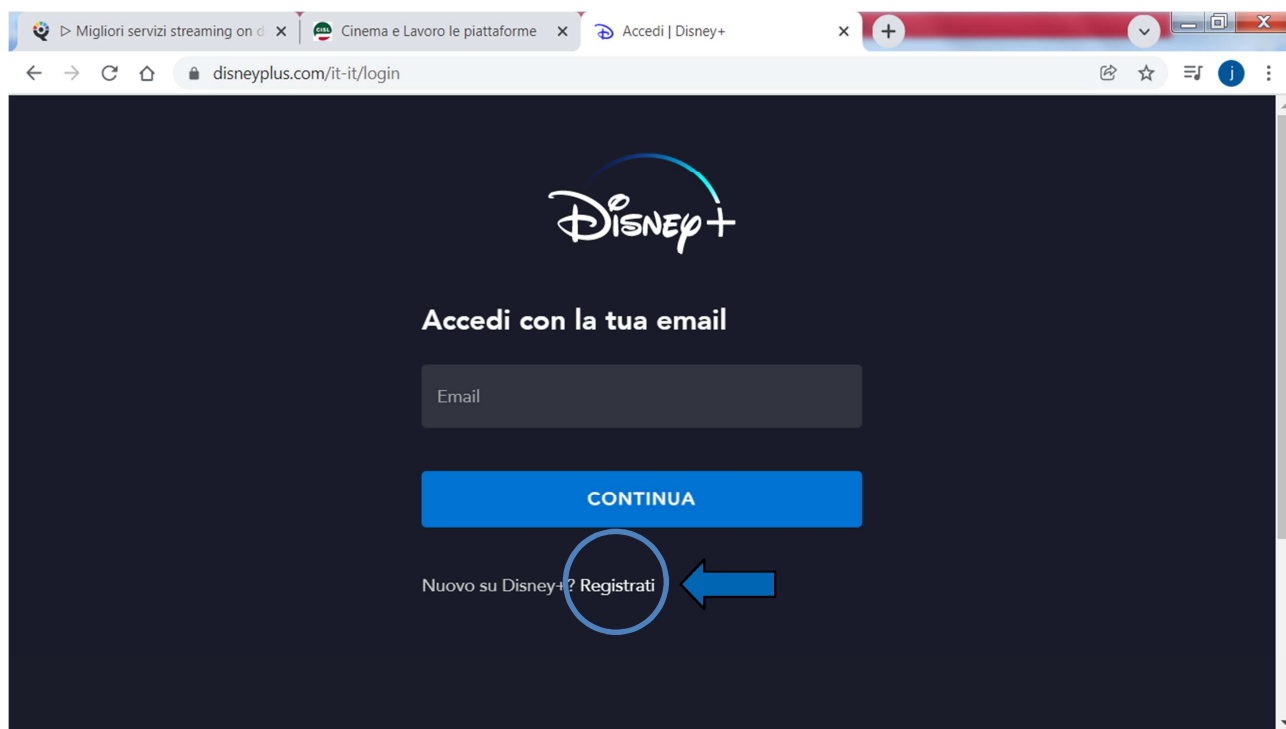 ▷ Migliori servizi streaming on d
Cinema e Lavoro le piattaforme
Accedi | Disney+
disneyplus.com/it-it/login
j
Disney+
Accedi con la tua email
Email
CONTINUA
Nuovo su Disney+? Registrati